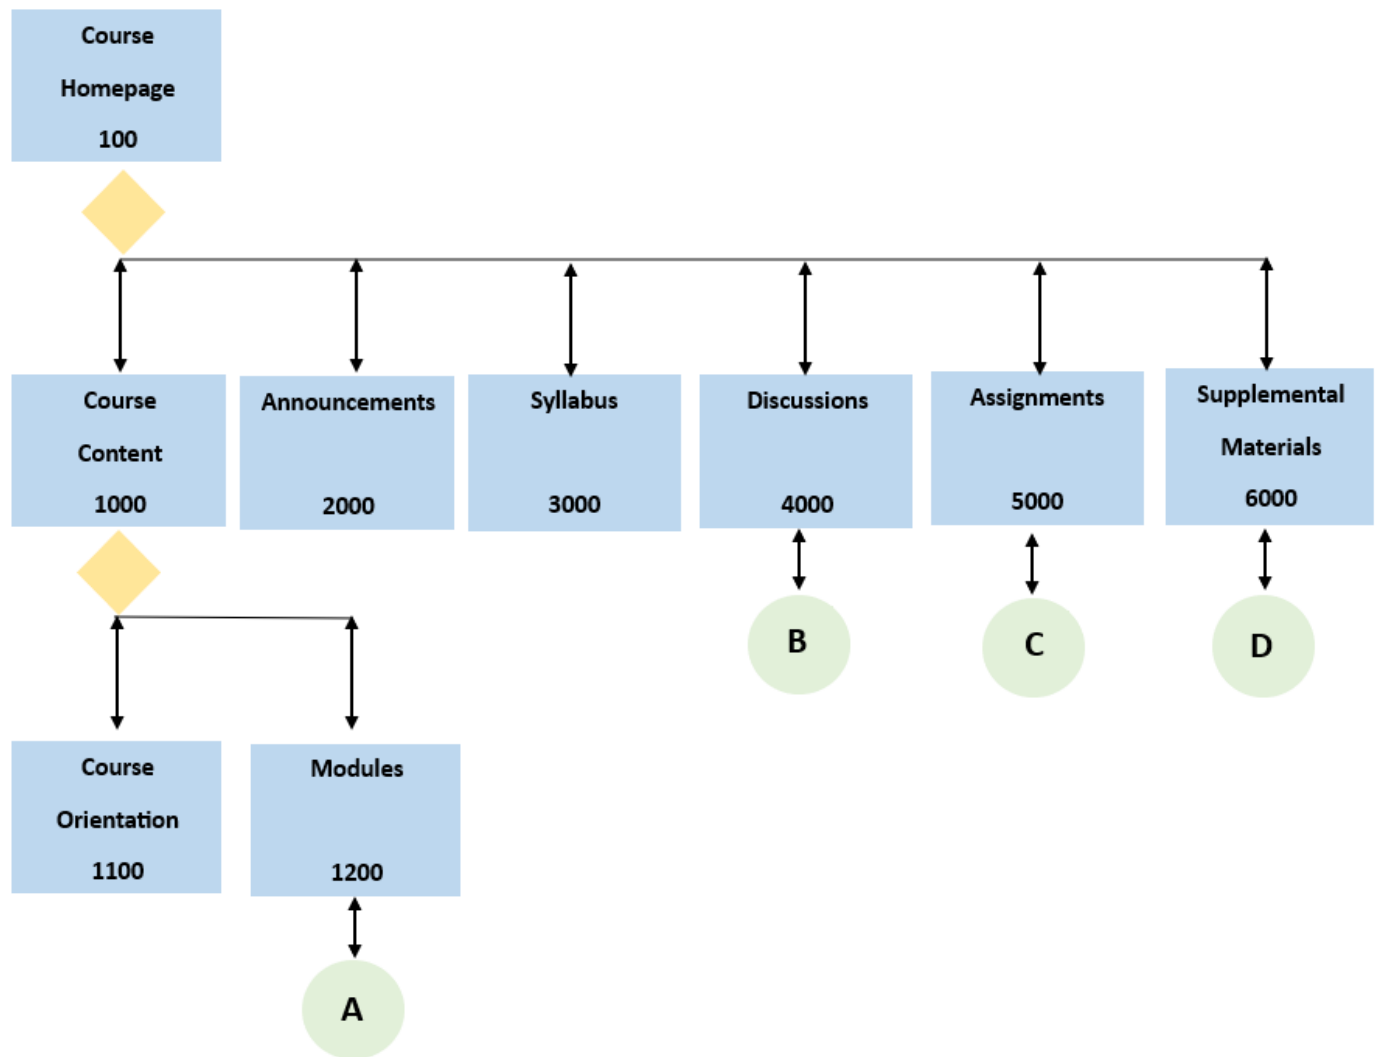 Course
Homepage
100
Course
Content
1000
Announcements
2000
Syllabus
3000
Discussions
4000
Assignments
5000
Supplemental
Materials
6000
B
C
D
Course
Orientation
1100
Modules
1200
A